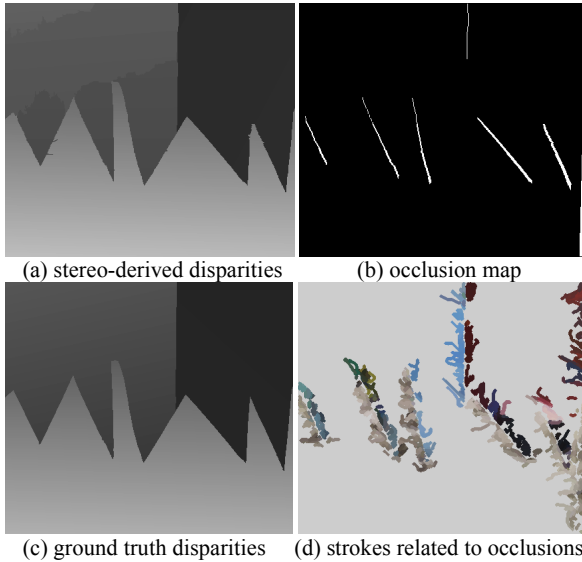 (a) stereo-derived disparities
(b) occlusion map
(c) ground truth disparities
(d) strokes related to occlusions